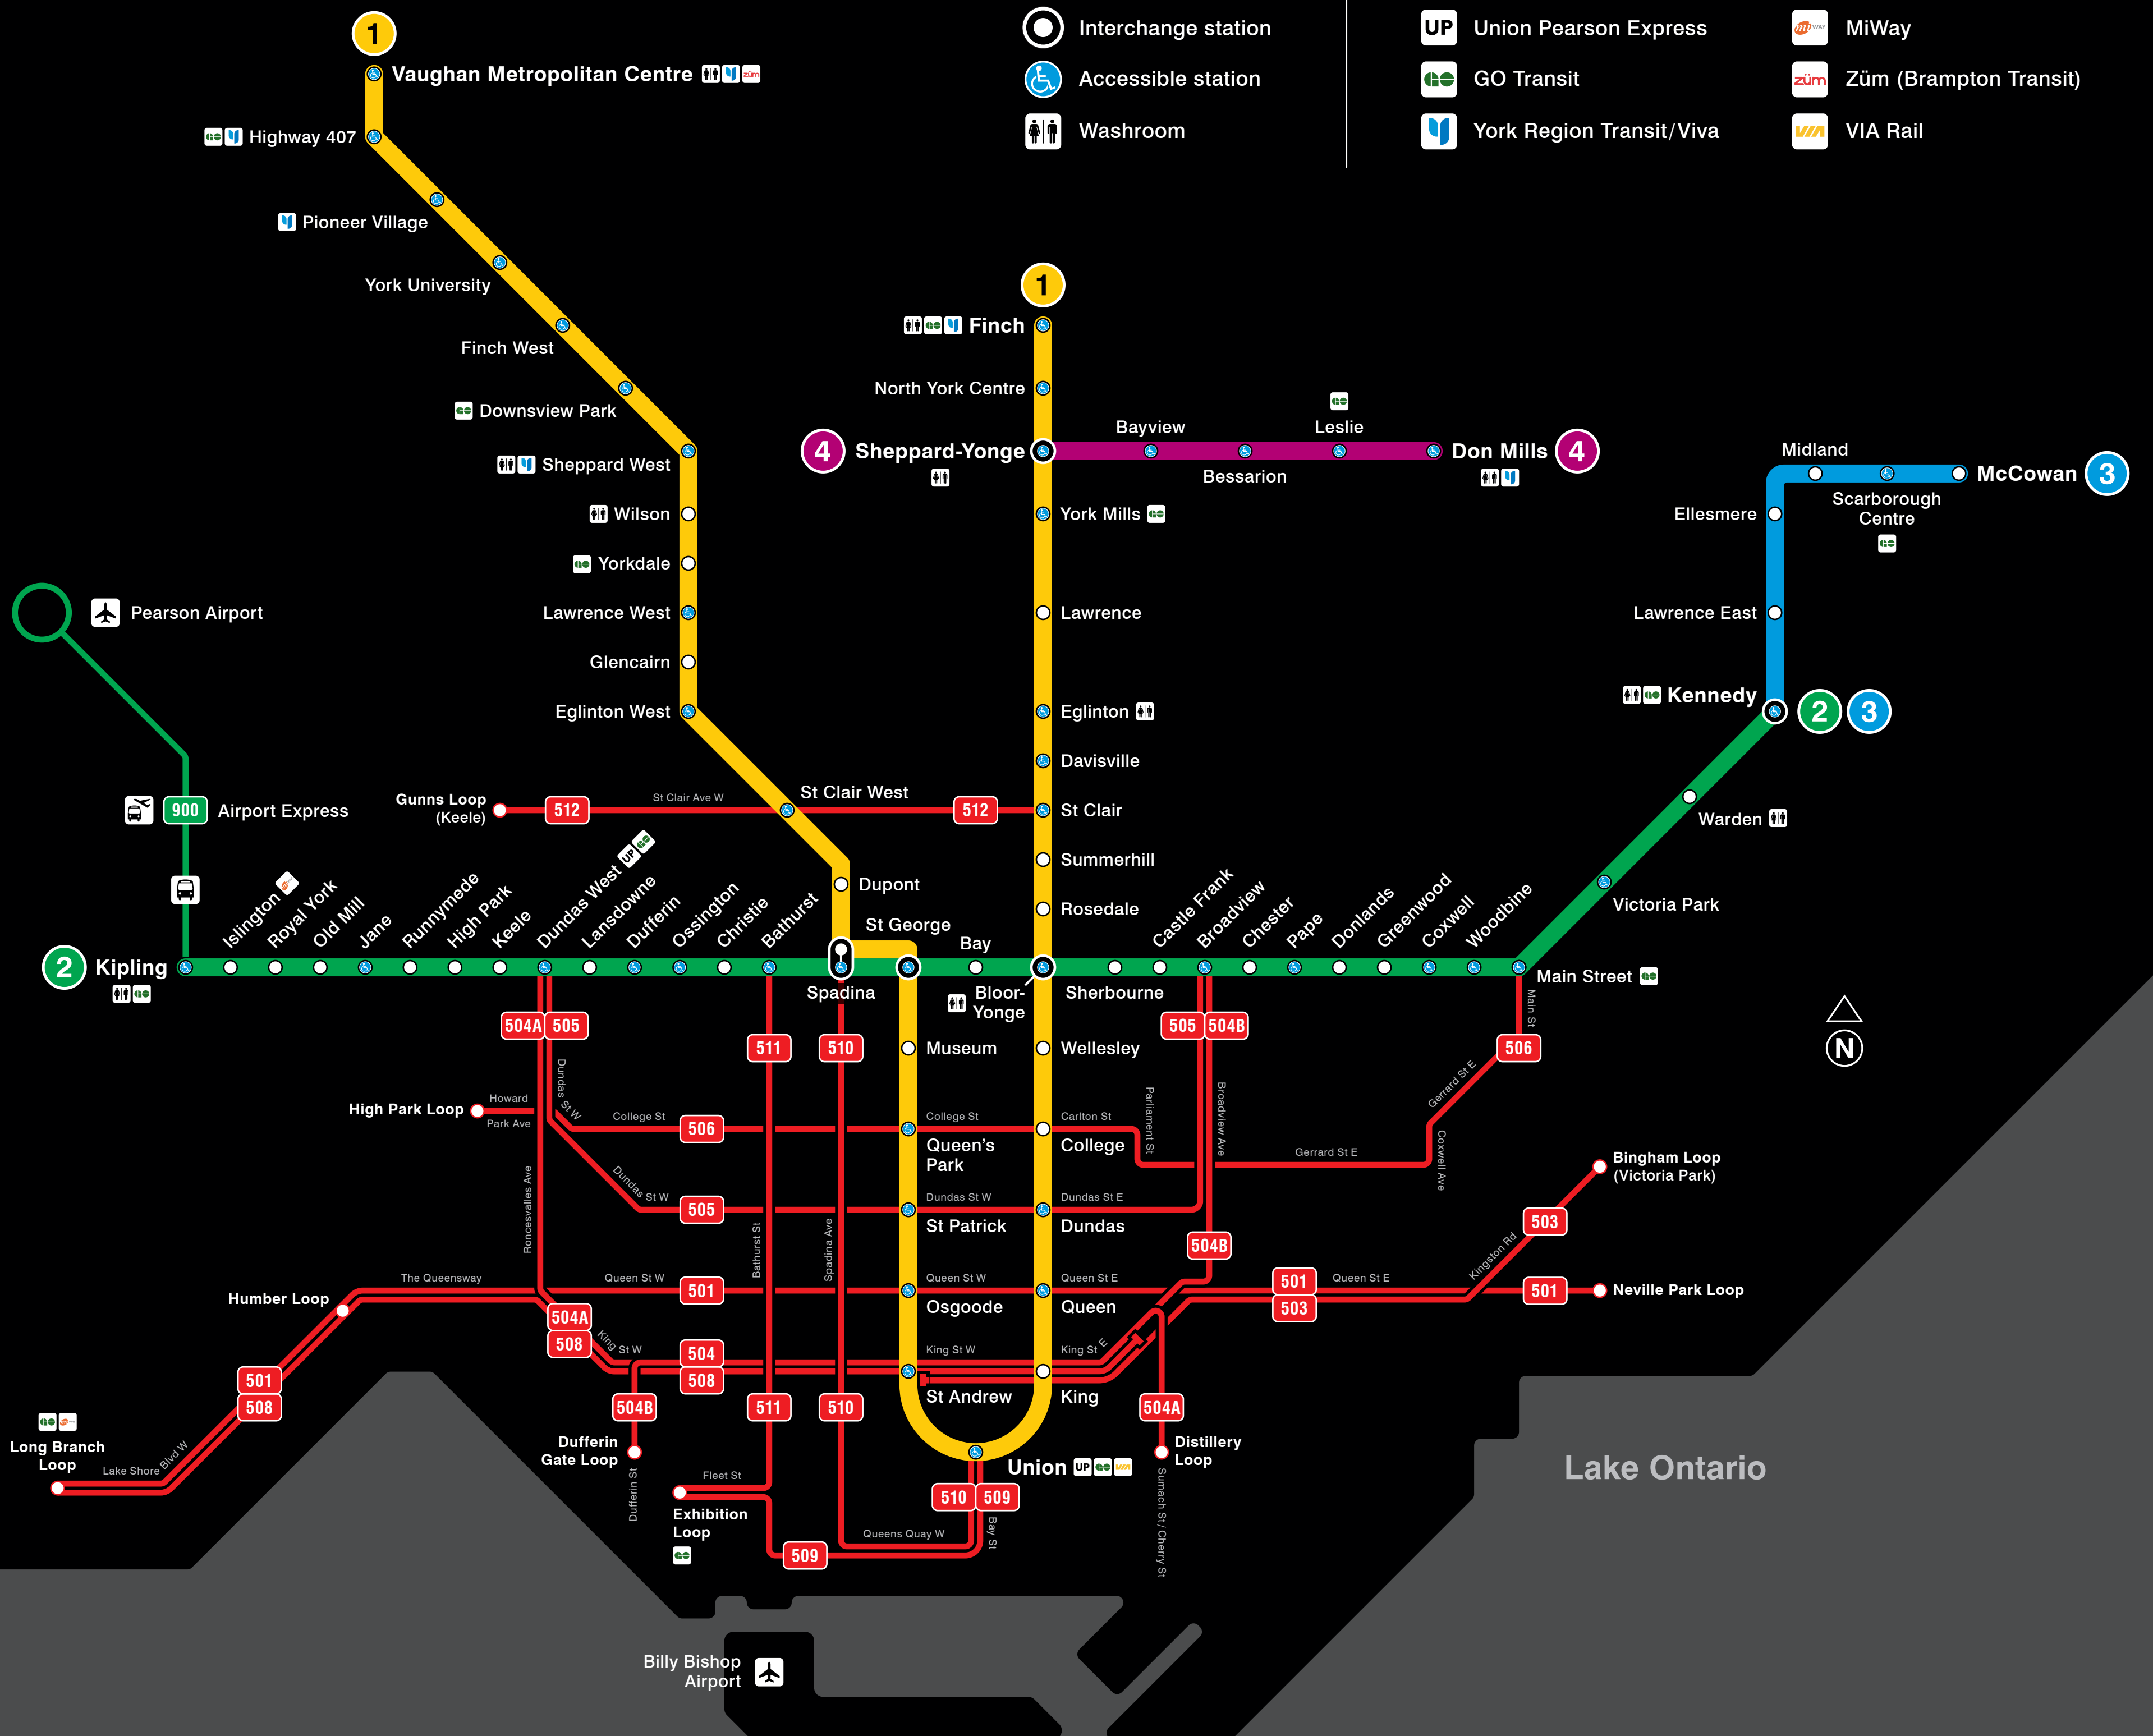 1
Vaughan Metropolitan Centre züm
Highway 407
Pioneer Village
York University
Finch West
Downsview Park
Sheppard West
Wilson
Yorkdale
Lawrence West
Glencairn
Eglinton West
St Clair West
Dupont
St George
Spadina
Interchange station
Accessible station
Washroom
UP Union Pearson Express
GO Transit
York Region Transit/Viva
MiWay
züm Züm (Brampton Transit)
VIA VIA Rail
1
Finch
North York Centre
4 Sheppard-Yonge
Bayview
Bessarion
Leslie
Don Mills 4
York Mills
Lawrence
Eglinton
Davisville
St Clair
Summerhill
Rosedale
Midland
McCowan 3
Scarborough
Centre
Ellesmere
Lawrence East
Kennedy
2 3
Warden
Victoria Park
Main Street
Pearson Airport
900 Airport Express
Gunns Loop
(Keele)
512
St Clair Ave W
512
2 Kipling
Islington
Royal York
Old Mill
Jane
Runnymede
High Park
Keele
Dundas West UP
Lansdowne
Dufferin
Ossington
Christie
Bathurst
Bay
Bloor-
Yonge
Sherbourne
Castle Frank
Broadview
Chester
Pape
Donlands
Greenwood
Coxwell
Woodbine
504A 505
511
510
Museum
Wellesley
505 504B
506
Main St
N
Dundas St W
High Park Loop
Howard
Park Ave
College St
506
College St
Queen's
Park
Carlton St
College
Parliament St
Broadview Ave
Gerrard St E
Gerrard St E
Coxwell Ave
Roncesvalles Ave
Dundas St W
505
Bathurst St
Spadina Ave
Dundas St W
St Patrick
Dundas St E
Dundas
504B
Bingham Loop
(Victoria Park)
503
Kingston Rd
Humber Loop
The Queensway
Queen St W
501
Queen St W
Osgoode
Queen St E
Queen
501
503
Queen St E
501
Neville Park Loop
504A
508
King St W
504
508
King St W
St Andrew
King St E
King
501
508
Long Branch
Loop
Lake Shore Blvd W
504B
Dufferin
Gate Loop
Dufferin St
511
510
504A
Distillery
Loop
Sumach St/Cherry St
Union UP VIA
510 509
Bay St
Fleet St
Exhibition
Loop
509
Queens Quay W
Lake Ontario
Billy Bishop
Airport